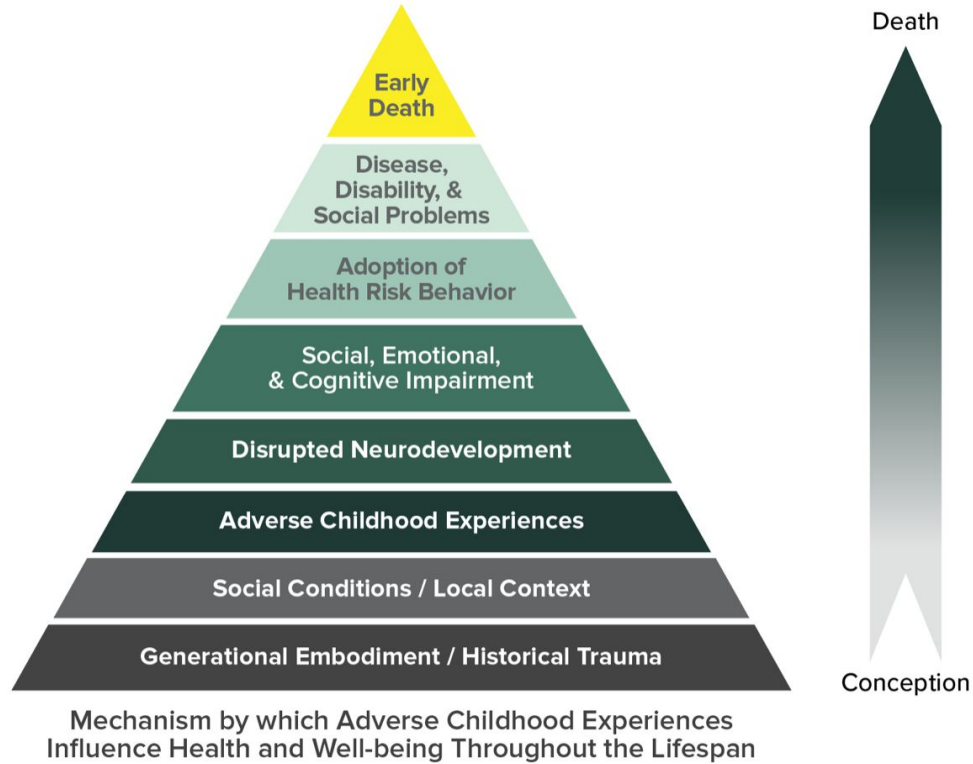 Death
Early
Death
Disease,
Disability, &
Social Problems
Adoption of
Health Risk Behavior
Social, Emotional,
& Cognitive Impairment
Disrupted Neurodevelopment
Adverse Childhood Experiences
Social Conditions / Local Context
Generational Embodiment / Historical Trauma
Conception
Mechanism by which Adverse Childhood Experiences
Influence Health and Well-being Throughout the Lifespan